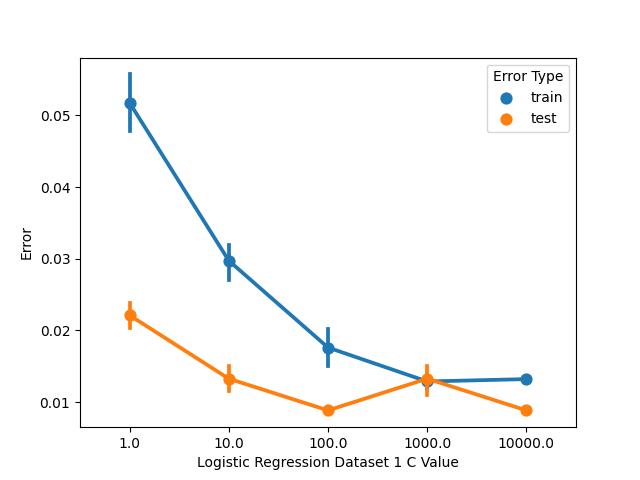 Error Type
train
test
0.05
0.04
0.03
0.02
0.01
Error
1.0 10.0 100.0 1000.0 10000.0
Logistic Regression Dataset 1 C Value